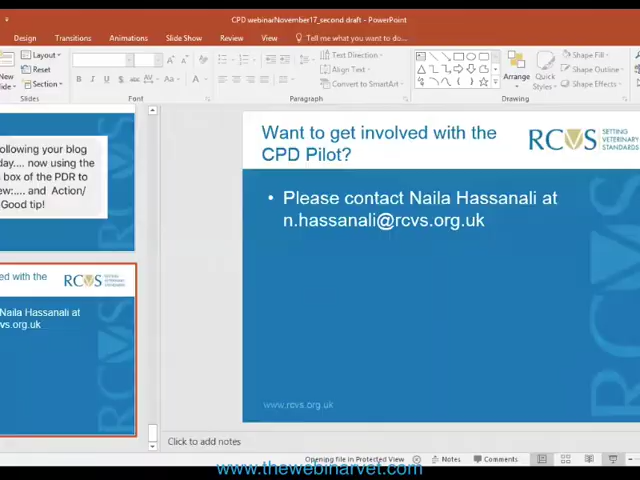 CPD webinarNovember17_second draft - PowerPoint
Design Transitions Animations Slide Show Review View Tell me what you want to do...
New
Slide
Layout
Reset
Section
Slides
Font
Paragraph
Text Direction
Align Text
Convert to SmartArt
Arrange
Quick
Styles
Drawing
Shape Fill
Shape Outline
Shape Effects
ollowing your blog
day.... now using the
box of the PDR to
ew:.... and Action/
Good tip!
ed with the
RCVS
Naila Hassanali at
vs.org.uk
Want to get involved with the
CPD Pilot?
RCVS SETTING
VETERINARY
STANDARDS
• Please contact Naila Hassanali at
n.hassanali@rcvs.org.uk
RCVS
www.rcvs.org.uk
Click to add notes
Opening file in Protected View
Notes Comments
www.thewebinarvet.com